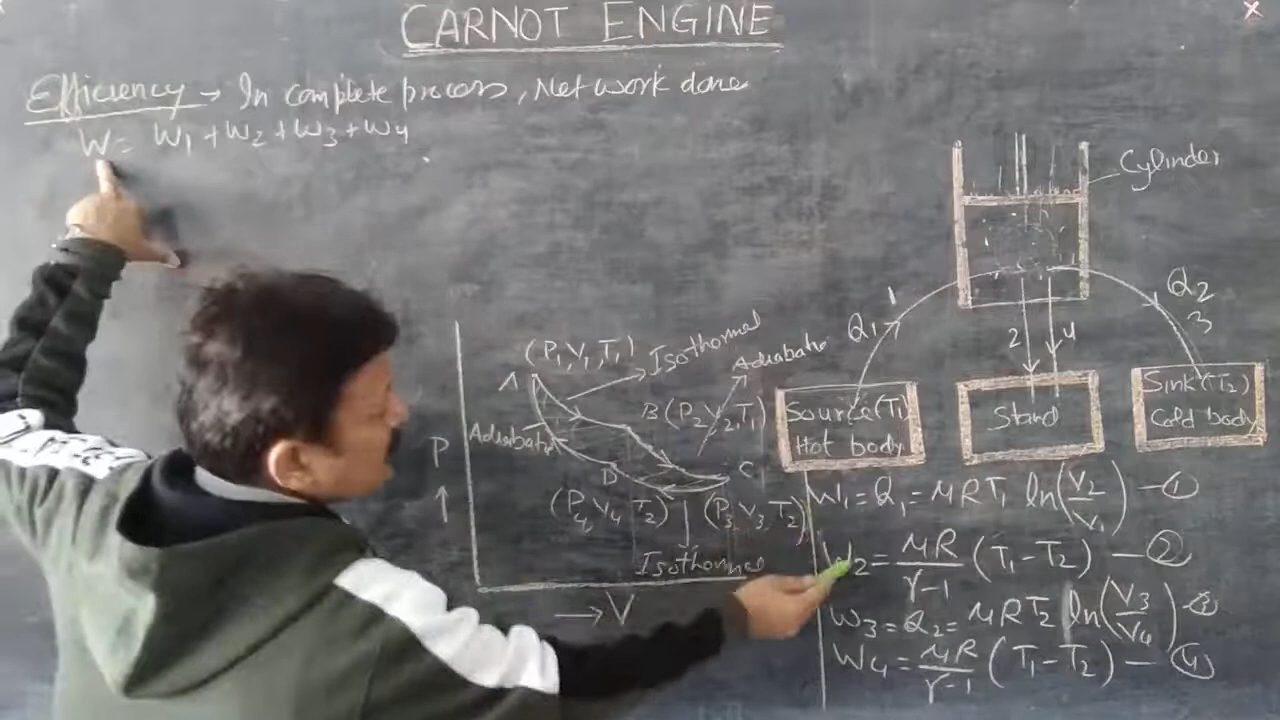 CARNOT ENGINE
Efficiency → In complete process, Net work done
W = W1 + W2 + W3 + W4
Cylinder
Q1
1
2
4
Q2
3
Source (T1)
Hot body
Stand
Sink (T2)
Cold body
(P1 V1 T1)
A
Isothermal
Adiabatic
B (P2 V2, T1)
Adiabatic
P
D
C
(P4 V4 T2)
(P3 V3, T2)
Isothermal
→ V
W1 = Q1 = μRT1 ln(V2/V1) — ①
W2 = μR/γ-1 (T1 - T2) — ②
W3 = Q2 = μRT2 ln(V3/V4) — ③
W4 = μR/γ-1 (T1 - T2) — ④